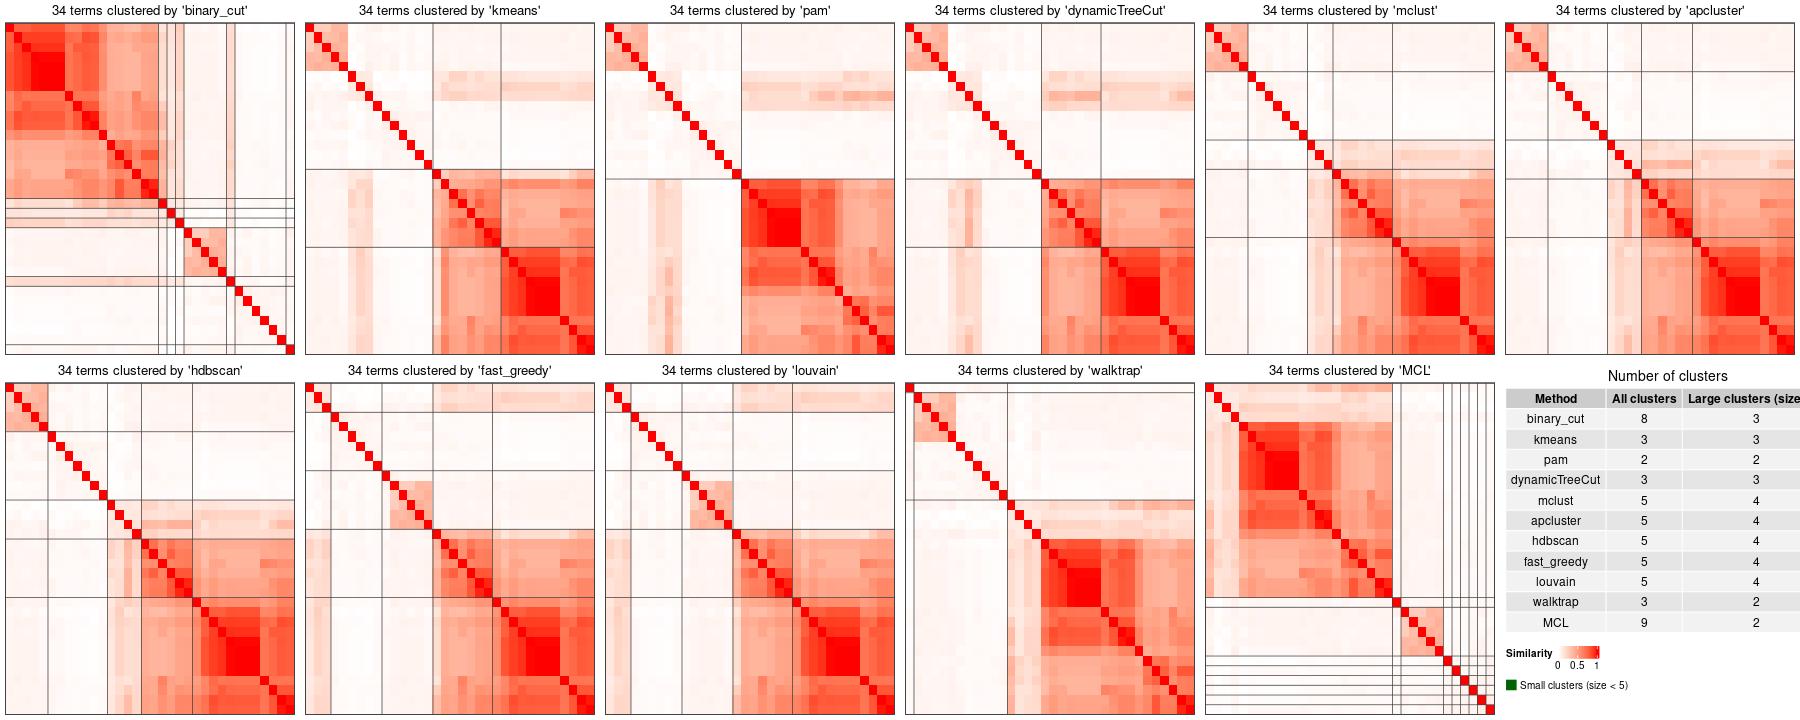 34 terms clustered by 'binary_cut'
34 terms clustered by 'kmeans'
34 terms clustered by 'pam'
34 terms clustered by 'dynamicTreeCut'
34 terms clustered by 'mclust'
34 terms clustered by 'apcluster'
34 terms clustered by 'hdbscan'
34 terms clustered by 'fast_greedy'
34 terms clustered by 'louvain'
34 terms clustered by 'walktrap'
34 terms clustered by 'MCL'
Number of clusters
Method All clusters Large clusters (size
binary_cut 8 3
kmeans 3 3
pam 2 2
dynamicTreeCut 3 3
mclust 5 4
apcluster 5 4
hdbscan 5 4
fast_greedy 5 4
louvain 5 4
walktrap 3 2
MCL 9 2
Similarity
0 0.5 1
Small clusters (size < 5)